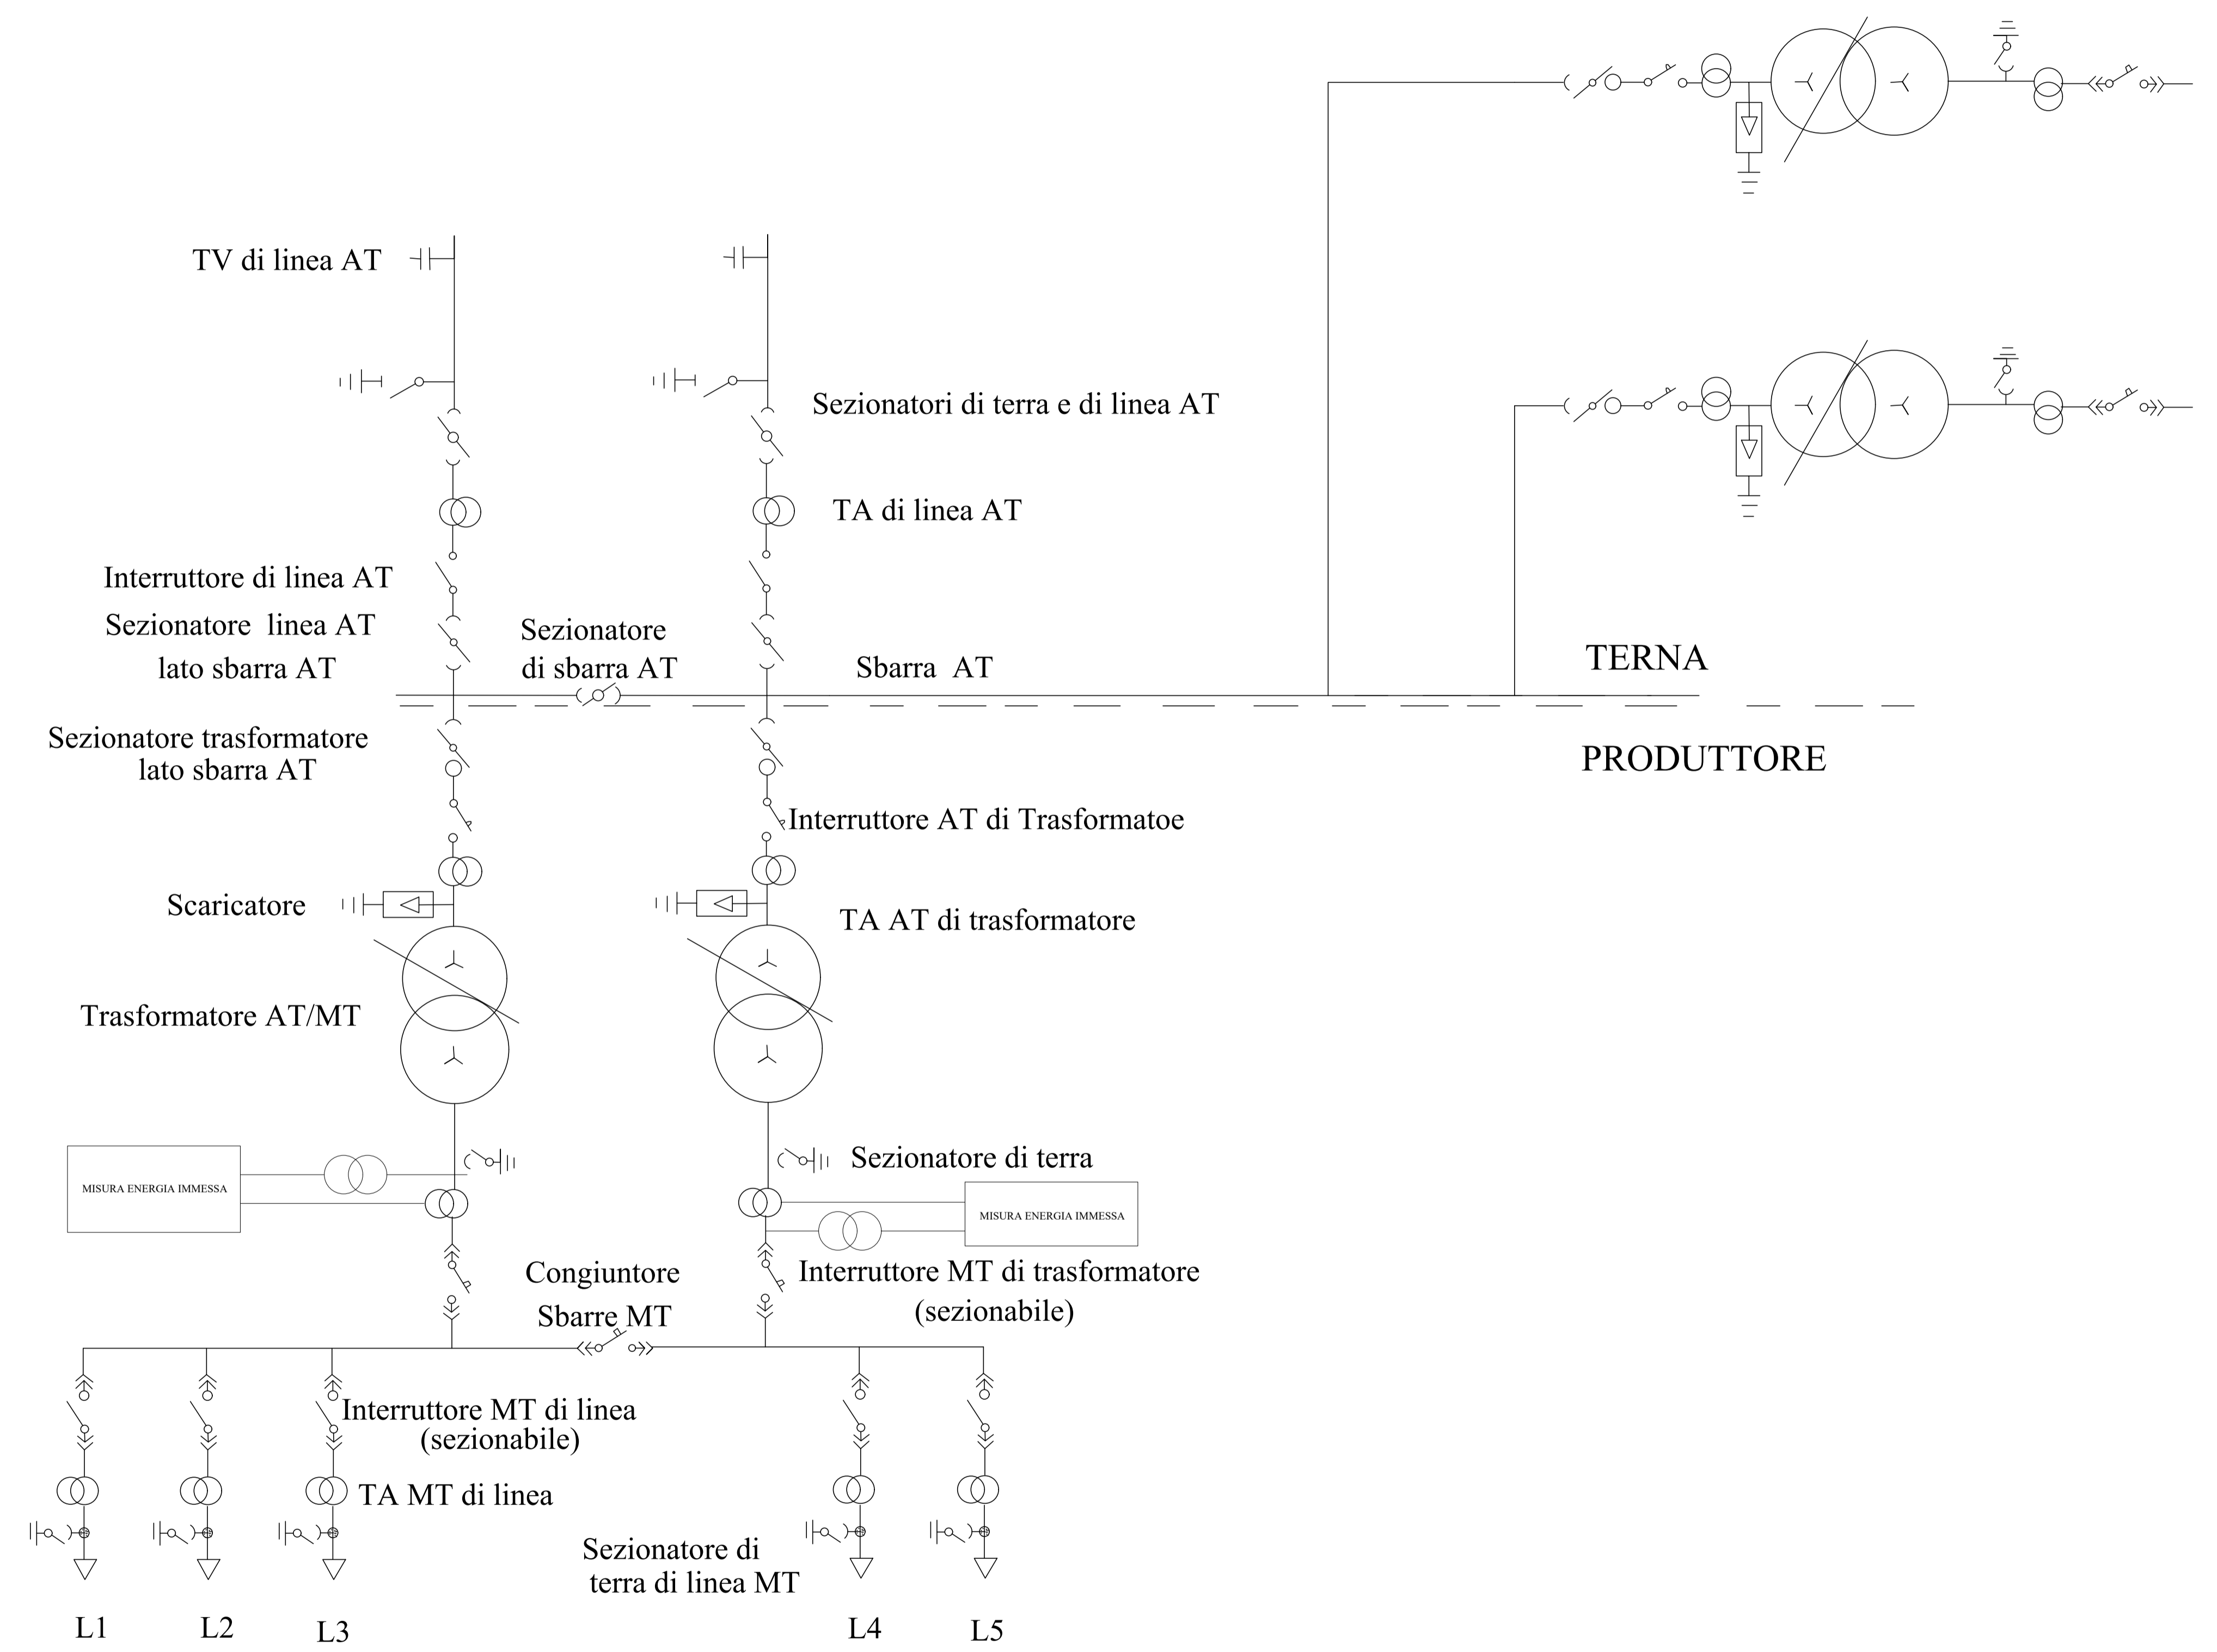 TV di linea AT
Sezionatori di terra e di linea AT
TA di linea AT
Interruttore di linea AT
Sezionatore linea AT
lato sbarra AT
Sezionatore
di sbarra AT
Sbarra AT
TERNA
PRODUTTORE
Sezionatore trasformatore
lato sbarra AT
Interruttore AT di Trasformatoe
Scaricatore
TA AT di trasformatore
Trasformatore AT/MT
Sezionatore di terra
MISURA ENERGIA IMMESSA
MISURA ENERGIA IMMESSA
Congiuntore
Sbarre MT
Interruttore MT di trasformatore
(sezionabile)
Interruttore MT di linea
(sezionabile)
TA MT di linea
Sezionatore di
terra di linea MT
L1
L2
L3
L4
L5